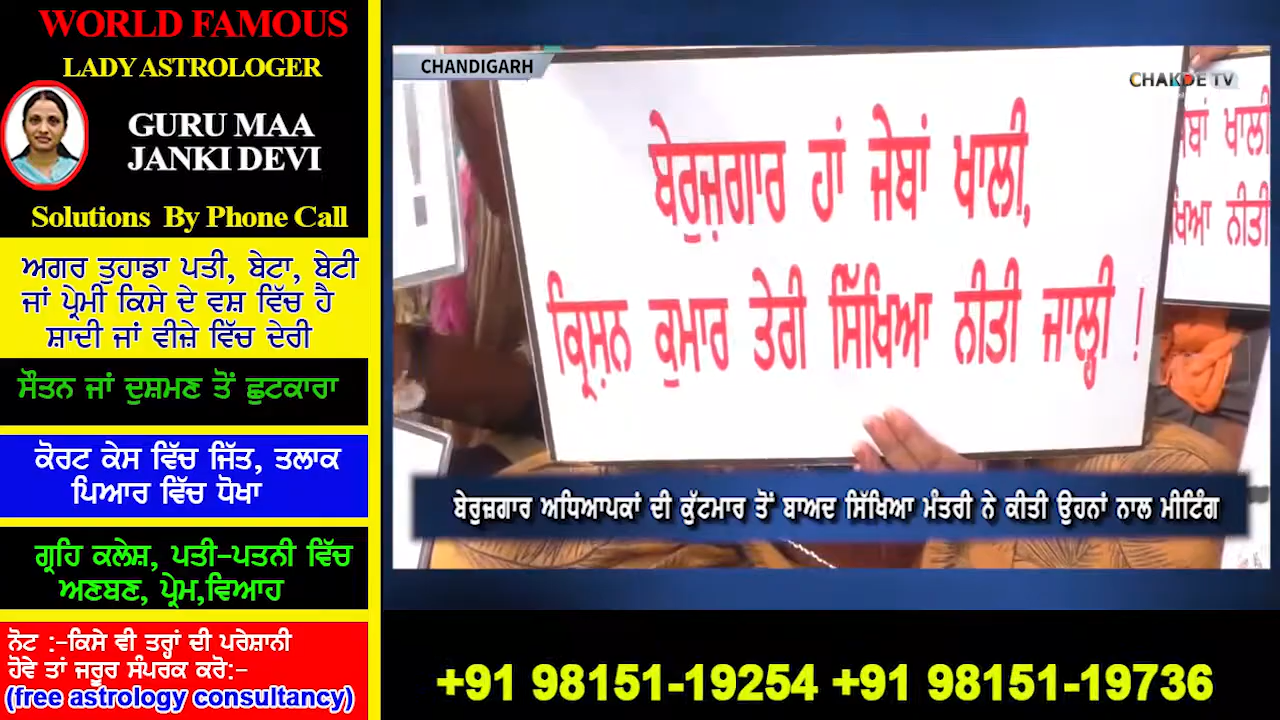 WORLD FAMOUS
LADY ASTROLOGER
GURU MAA
JANKI DEVI
Solutions By Phone Call
ਅਗਰ ਤੁਹਾਡਾ ਪਤੀ, ਬੇਟਾ, ਬੇਟੀ
ਜਾਂ ਪ੍ਰੇਮੀ ਕਿਸੇ ਦੇ ਵਸ਼ ਵਿੱਚ ਹੈ
ਸ਼ਾਦੀ ਜਾਂ ਵੀਜ਼ੇ ਵਿੱਚ ਦੇਰੀ
ਸੌਤਨ ਜਾਂ ਦੁਸ਼ਮਣ ਤੋਂ ਛੁਟਕਾਰਾ
ਕੋਰਟ ਕੇਸ ਵਿੱਚ ਜਿੱਤ, ਤਲਾਕ
ਪਿਆਰ ਵਿੱਚ ਧੋਖਾ
ਗ੍ਰਹਿ ਕਲੇਸ਼, ਪਤੀ-ਪਤਨੀ ਵਿੱਚ
ਅਣਬਣ, ਪ੍ਰੇਮ,ਵਿਆਹ
ਨੋਟ :-ਕਿਸੇ ਵੀ ਤਰ੍ਹਾਂ ਦੀ ਪਰੇਸ਼ਾਨੀ
ਹੋਵੇ ਤਾਂ ਜਰੂਰ ਸੰਪਰਕ ਕਰੋ:-
(free astrology consultancy)
CHANDIGARH
CHAKDE TV
ਬੇਰੁਜ਼ਗਾਰ ਹਾਂ ਜੇਬਾਂ ਖਾਲੀ,
ਕ੍ਰਿਸ਼ਨ ਕੁਮਾਰ ਤੇਰੀ ਸਿੱਖਿਆ ਨੀਤੀ ਜਾਲ੍ਹੀ !
ਖਾਲੀ
ਨੀਤੀ
ਬੇਰੁਜ਼ਗਾਰ ਅਧਿਆਪਕਾਂ ਦੀ ਕੁੱਟਮਾਰ ਤੋਂ ਬਾਅਦ ਸਿੱਖਿਆ ਮੰਤਰੀ ਨੇ ਕੀਤੀ ਉਹਨਾਂ ਨਾਲ ਮੀਟਿੰਗ
+91 98151-19254 +91 98151-19736